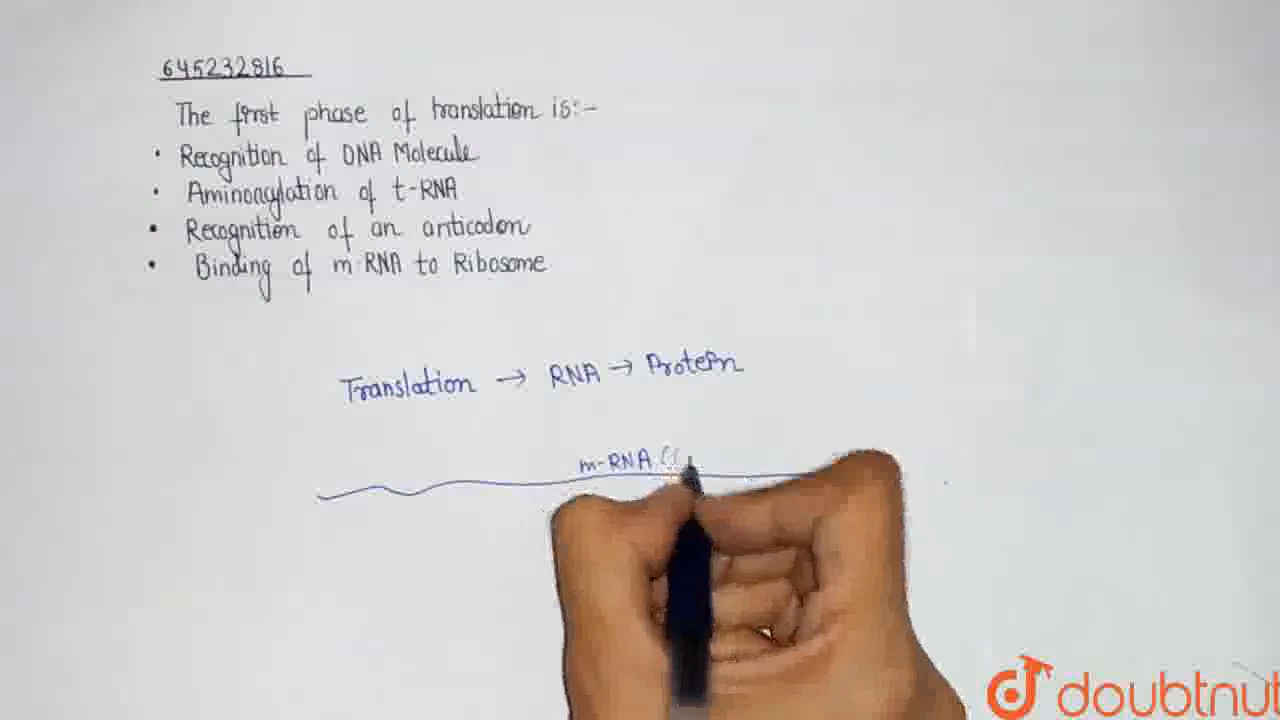 645232816
The first phase of translation is:-
• Recognition of DNA Molecule
• Aminoacylation of t-RNA
• Recognition of an anticodon
• Binding of m-RNA to Ribosome
Translation → RNA → Protein
m-RNA (
doubtnut